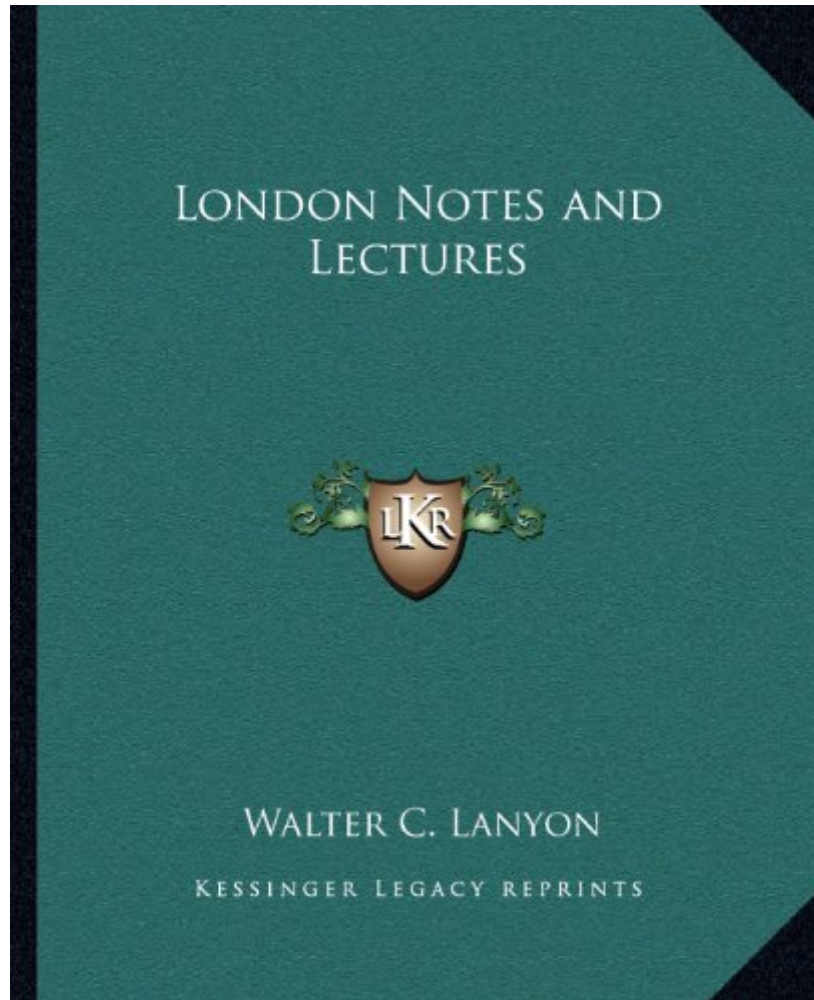 London Notes and
Lectures
LKR
Walter C. Lanyon
Kessinger Legacy Reprints